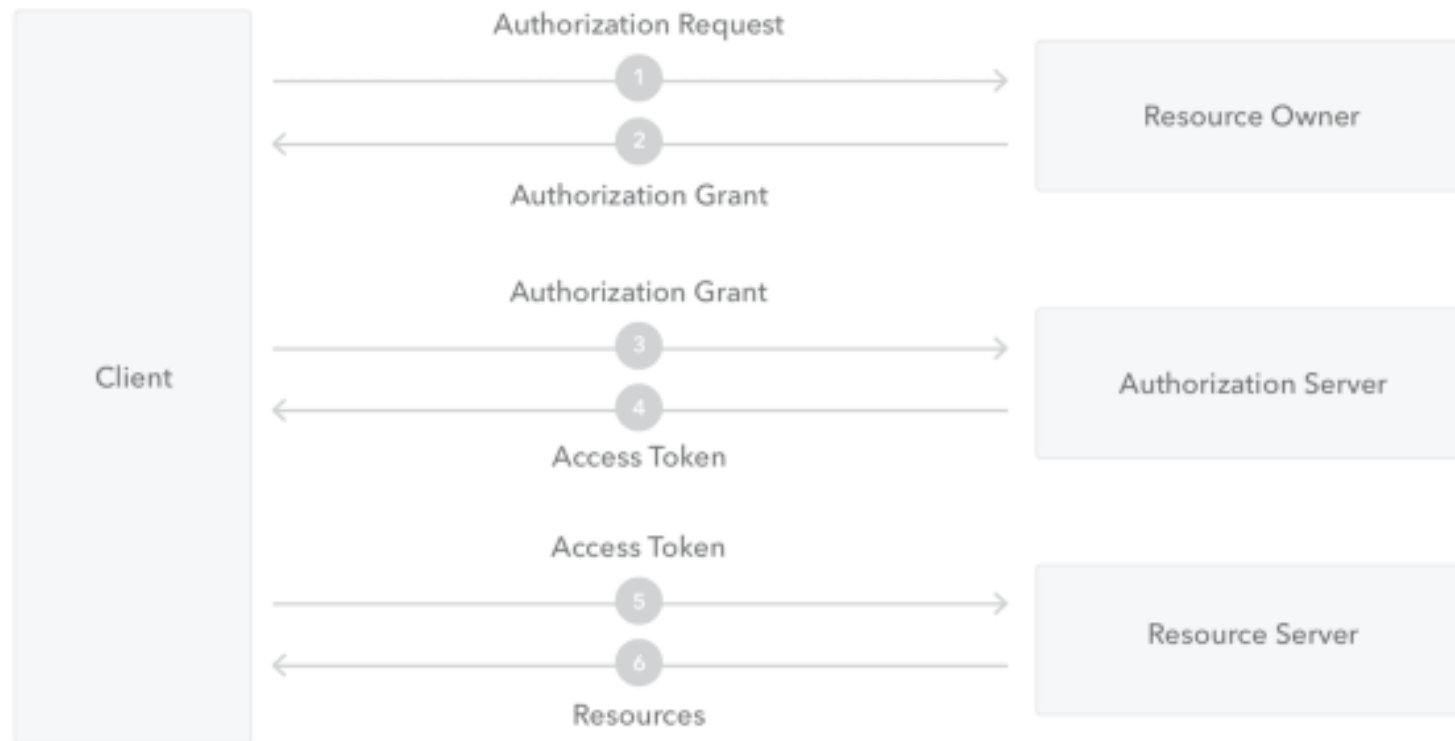 Authorization Request
1
Resource Owner
2
Authorization Grant
Authorization Grant
3
Client
Authorization Server
4
Access Token
Access Token
5
Resource Server
6
Resources